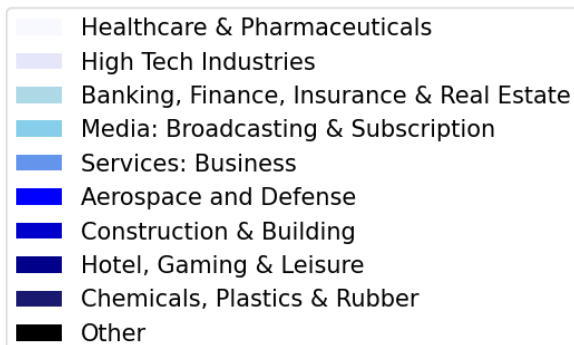 Healthcare & Pharmaceuticals
High Tech Industries
Banking, Finance, Insurance & Real Estate
Media: Broadcasting & Subscription
Services: Business
Aerospace and Defense
Construction & Building
Hotel, Gaming & Leisure
Chemicals, Plastics & Rubber
Other